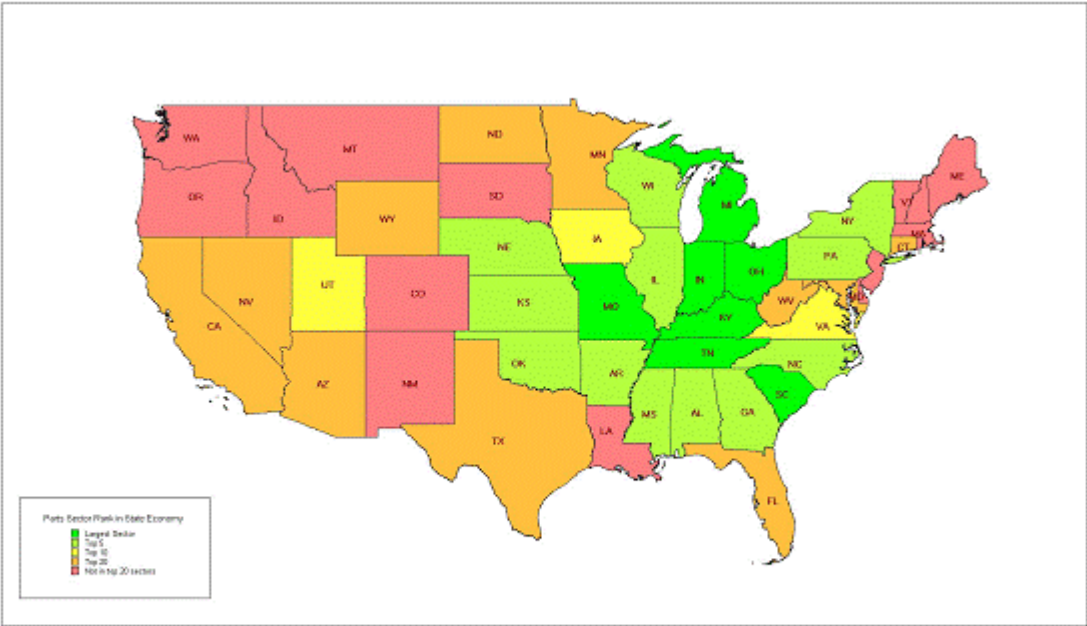 WA
MT
ND
MN
ME
OR
ID
SD
WI
MI
VT
WY
NY
MA
CT
IA
NE
PA
NV
UT
CO
KS
IL
IN
OH
MO
WV
VA
CA
KY
AZ
NM
OK
AR
TN
NC
SC
TX
LA
MS
AL
GA
FL
Parts Sector Rank in State Economy
Largest Sector
Top 5
Top 10
Top 20
Not in top 20 sectors